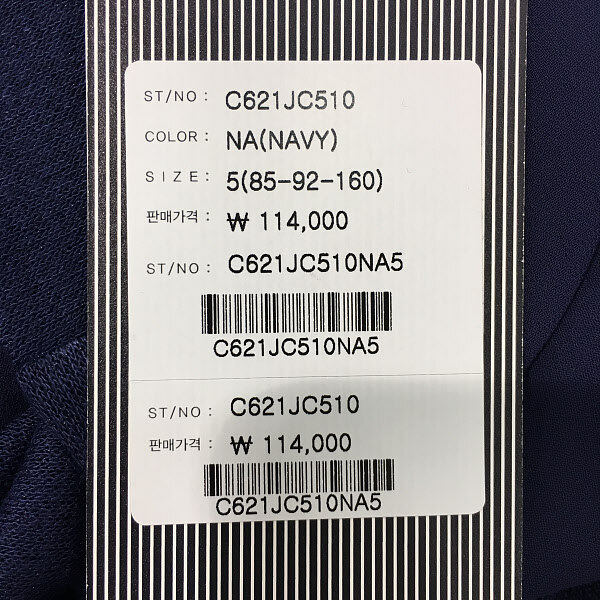 ST/NO : C621JC510
COLOR : NA(NAVY)
SIZE : 5(85-92-160)
판매가격 : ₩ 114,000
ST/NO : C621JC510NA5
C621JC510NA5
ST/NO : C621JC510
판매가격 : ₩ 114,000
C621JC510NA5